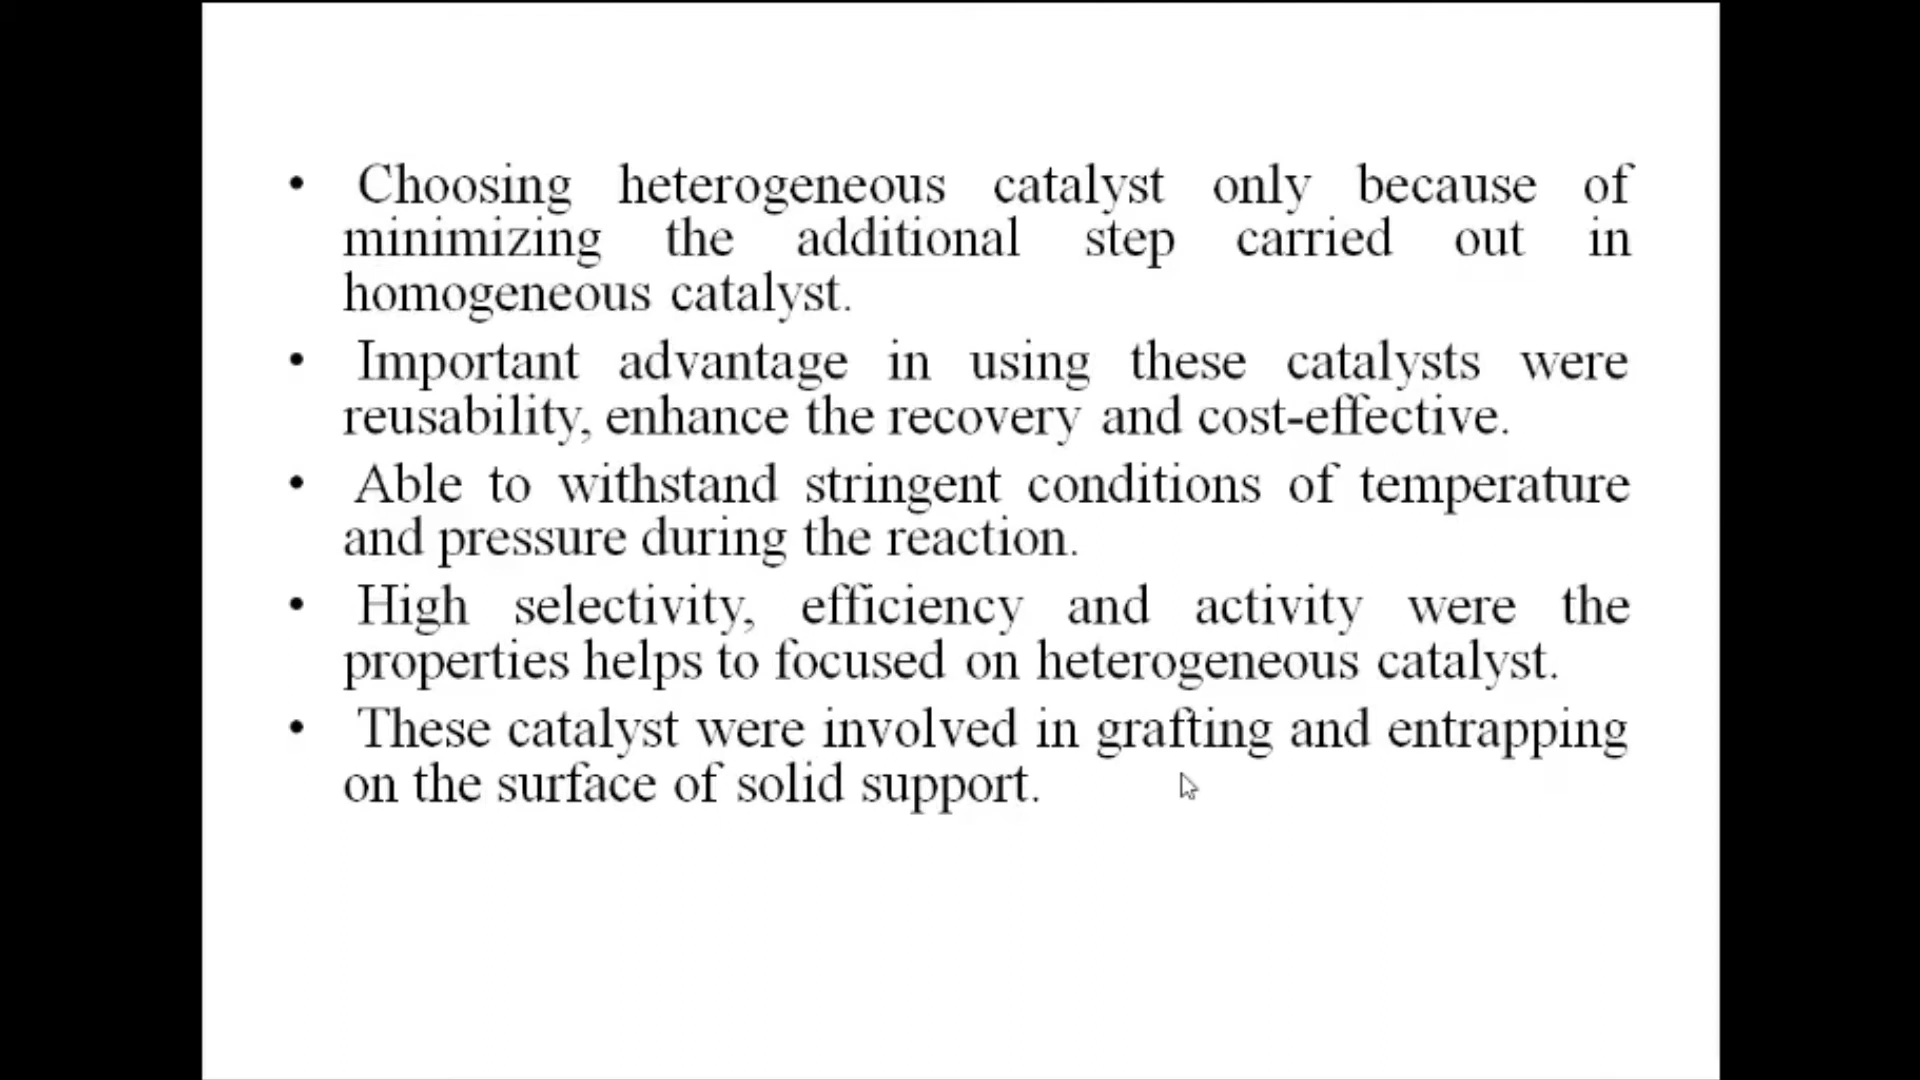 • Choosing heterogeneous catalyst only because of
minimizing the additional step carried out in
homogeneous catalyst.
• Important advantage in using these catalysts were
reusability, enhance the recovery and cost-effective.
• Able to withstand stringent conditions of temperature
and pressure during the reaction.
• High selectivity, efficiency and activity were the
properties helps to focused on heterogeneous catalyst.
• These catalyst were involved in grafting and entrapping
on the surface of solid support.